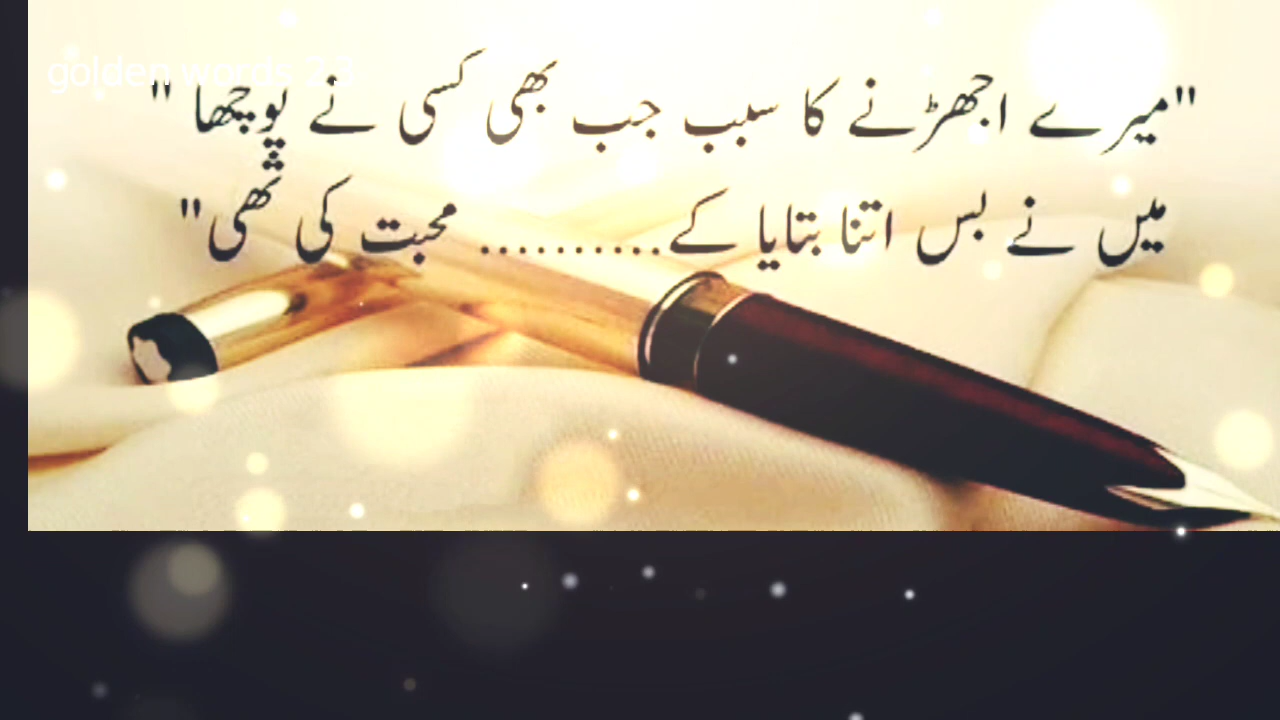 golden words 23
"میرے اجھڑنے کا سبب جب بھی کسی نے پوچھا "
میں نے بس اتنا بتایا کے.......... محبت کی تھی"